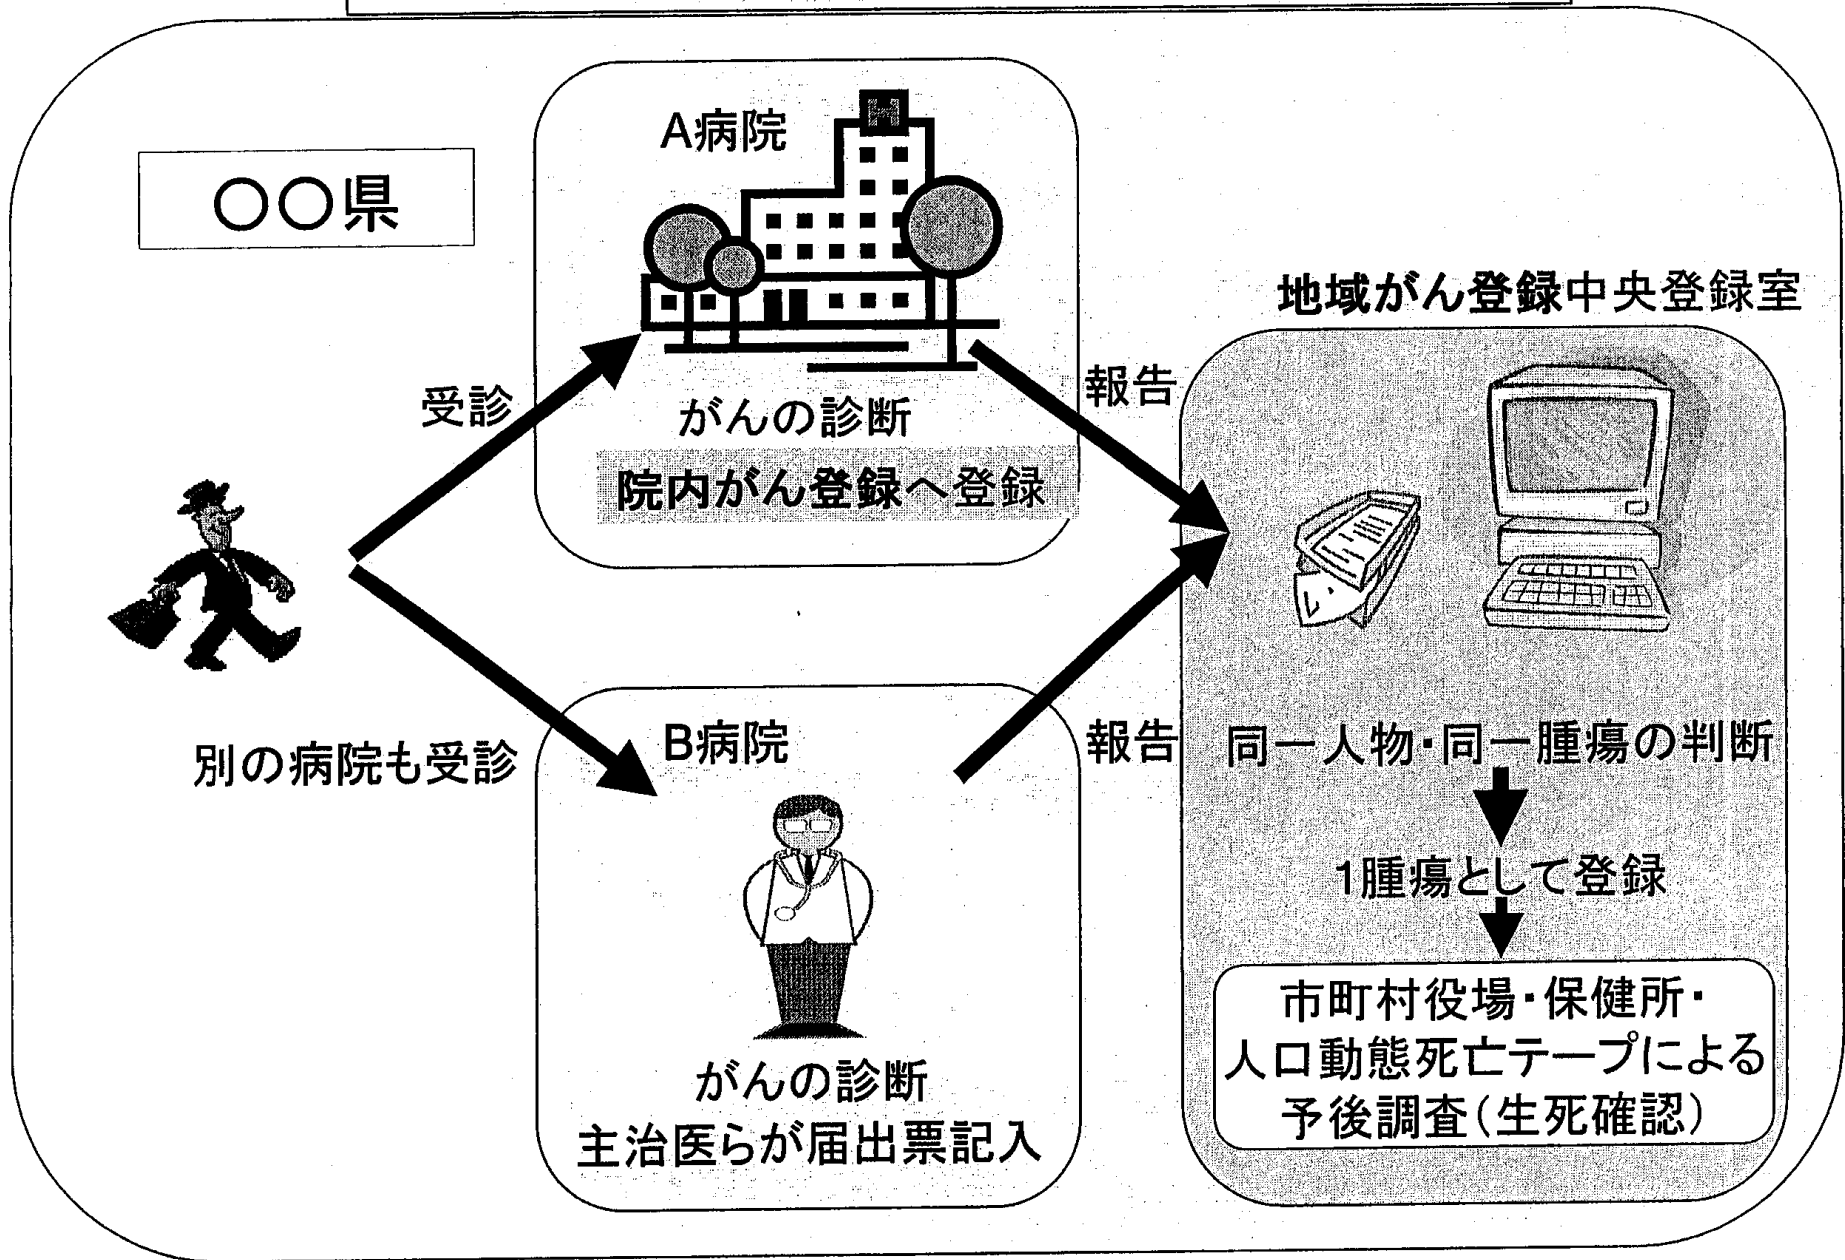 〇〇県
A病院
受診
がんの診断
院内がん登録へ登録
別の病院も受診
B病院
がんの診断
主治医らが届出票記入
報告
報告
地域がん登録中央登録室
同一人物・同一腫瘍の判断
1腫瘍として登録
市町村役場・保健所・
人口動態死亡テープによる
予後調査(生死確認)